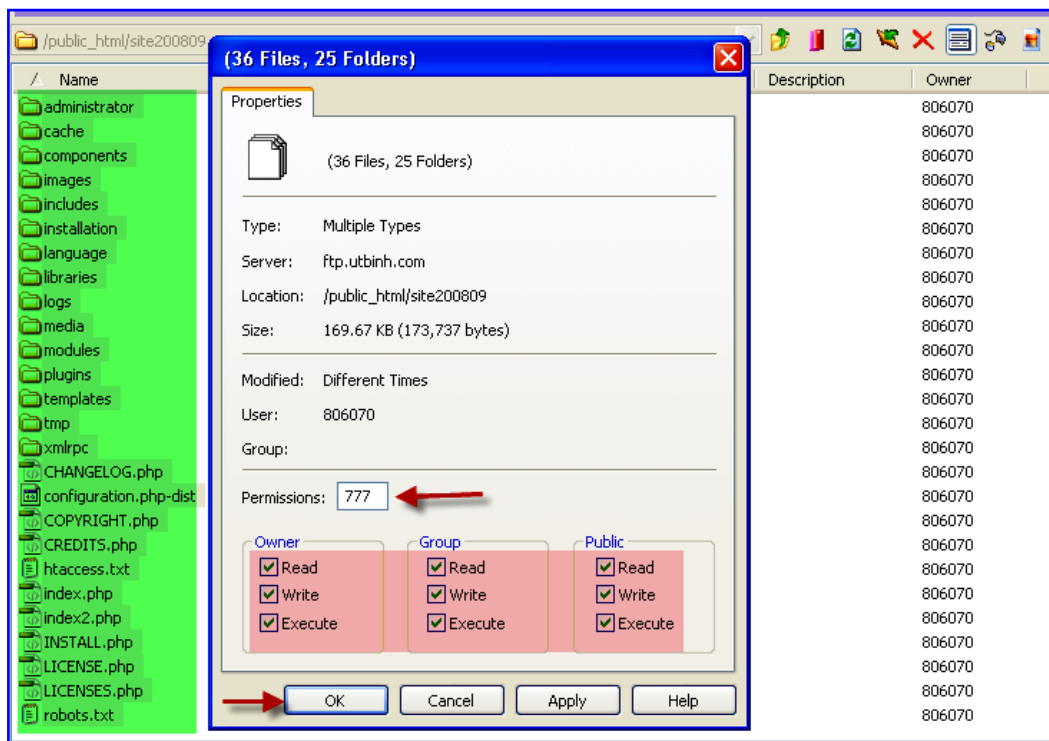 /public_html/site200809
Name
Description
Owner
administrator
806070
cache
806070
components
806070
images
806070
includes
806070
installation
806070
language
806070
libraries
806070
logs
806070
media
806070
modules
806070
plugins
806070
templates
806070
tmp
806070
xmlrpc
806070
CHANGELOG.php
806070
configuration.php-dist
806070
COPYRIGHT.php
806070
CREDITS.php
806070
htaccess.txt
806070
index.php
806070
index2.php
806070
INSTALL.php
806070
LICENSE.php
806070
LICENSES.php
806070
robots.txt
806070
(36 Files, 25 Folders)
Properties
(36 Files, 25 Folders)
Type: Multiple Types
Server: ftp.utbinh.com
Location: /public_html/site200809
Size: 169.67 KB (173,737 bytes)
Modified: Different Times
User: 806070
Group:
Permissions: 777
Owner Group Public
Read Read Read
Write Write Write
Execute Execute Execute
OK Cancel Apply Help